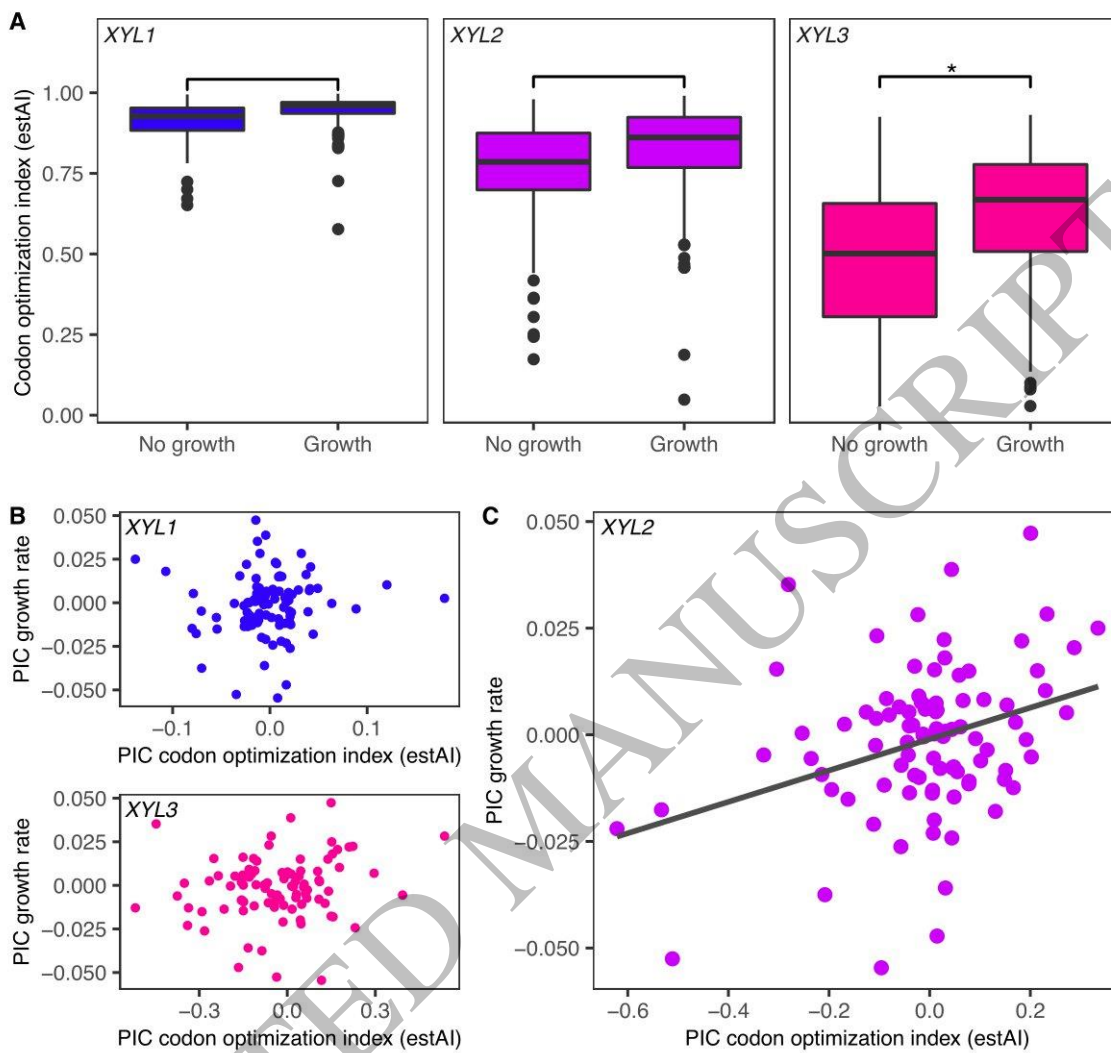 A
XYL1
XYL2
XYL3
*
Codon optimization index (estAI)
1.00
0.75
0.50
0.25
0.00
No growth
Growth
No growth
Growth
No growth
Growth
B
XYL1
PIC growth rate
0.050
0.025
0.000
−0.025
−0.050
−0.1
0.0
0.1
PIC codon optimization index (estAI)
XYL3
PIC growth rate
0.050
0.025
0.000
−0.025
−0.050
−0.3
0.0
0.3
PIC codon optimization index (estAI)
C
XYL2
PIC growth rate
0.050
0.025
0.000
−0.025
−0.050
−0.6
−0.4
−0.2
0.0
0.2
PIC codon optimization index (estAI)
TED MANUSCRIPT